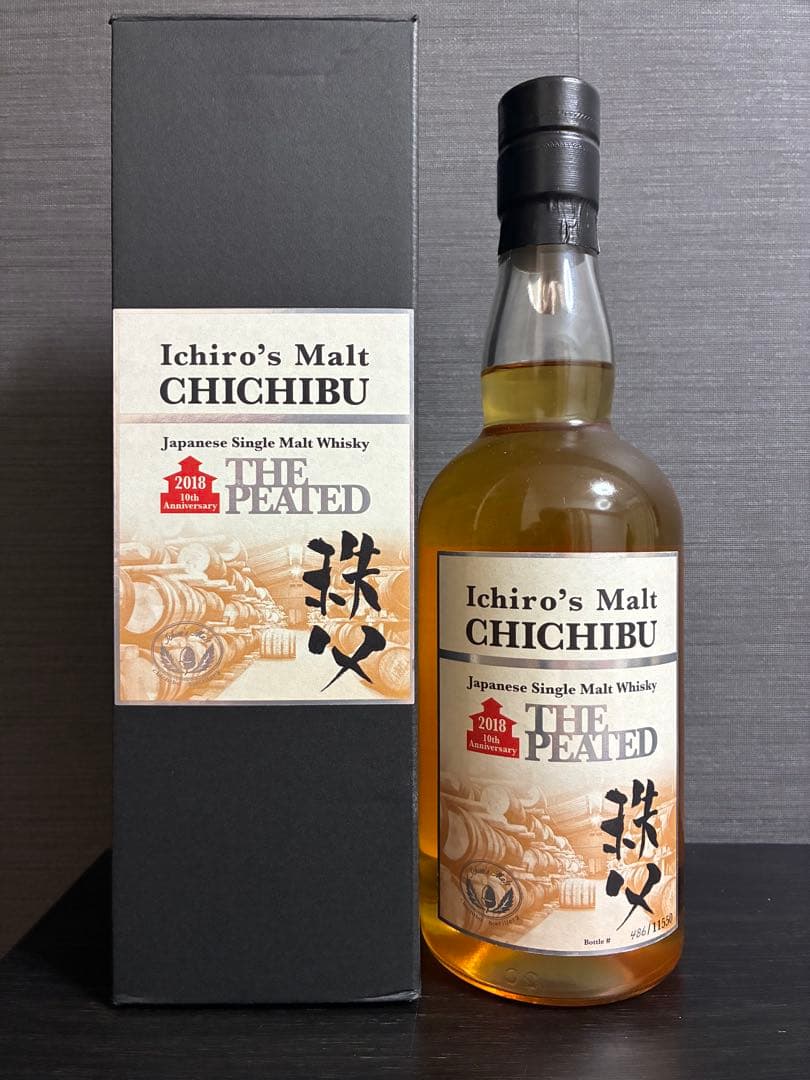 Ichiro's Malt
CHICHIBU
Japanese Single Malt Whisky
2018
10th
Anniversary
THE
PEATED
秩父
Ichiro's Malt
CHICHIBU
Japanese Single Malt Whisky
2018
10th
Anniversary
THE
PEATED
秩父
Bottle # 486/11550